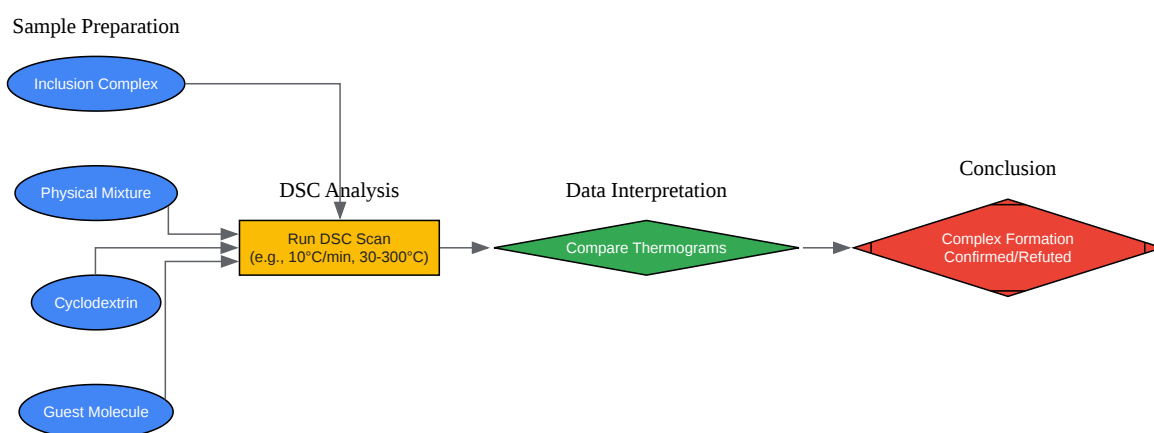 Sample Preparation
Inclusion Complex
Physical Mixture
Cyclodextrin
Guest Molecule
DSC Analysis
Run DSC Scan
(e.g., 10°C/min, 30-300°C)
Data Interpretation
Compare Thermograms
Conclusion
Complex Formation
Confirmed/Refuted